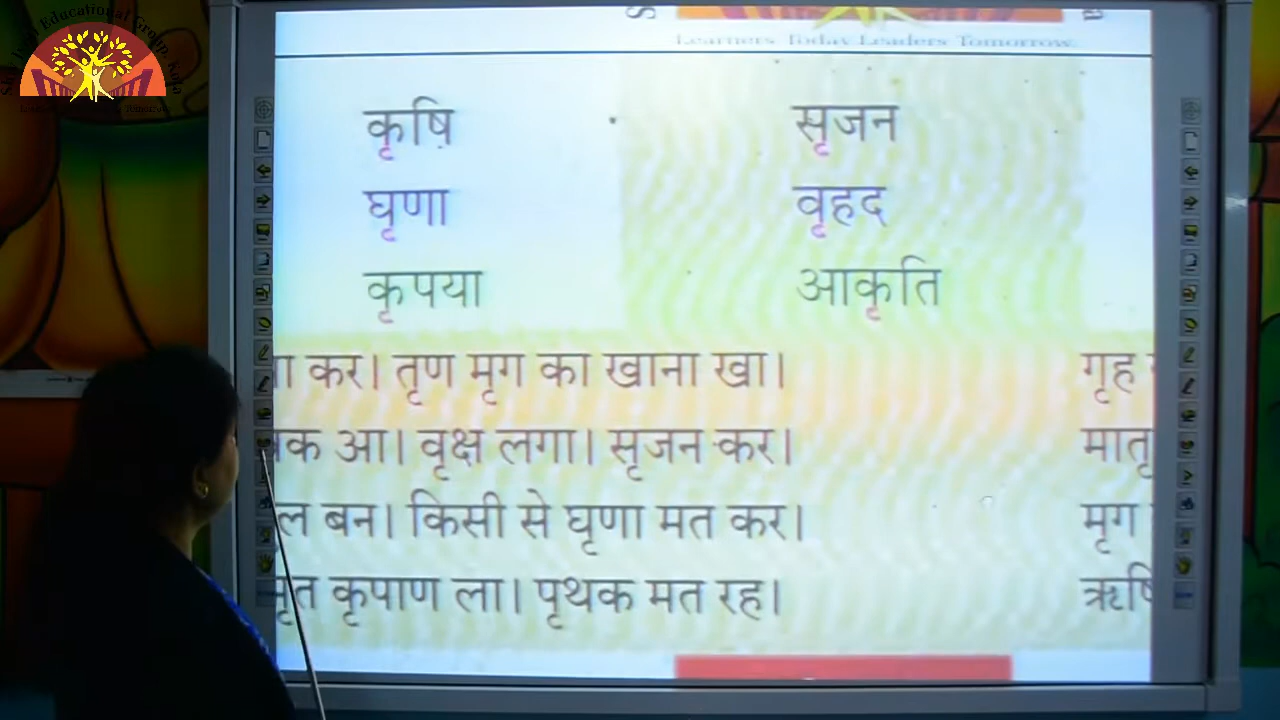 Learners Today Leaders Tomorrow.
कृषि सृजन
घृणा वृहद
कृपया आकृति
कर। तृण मृग का खाना खा। गृह
आ। वृक्ष लगा। सृजन कर। मातृ
बन। किसी से घृणा मत कर। मृग
कृपाण ला। पृथक मत रह। ऋषि